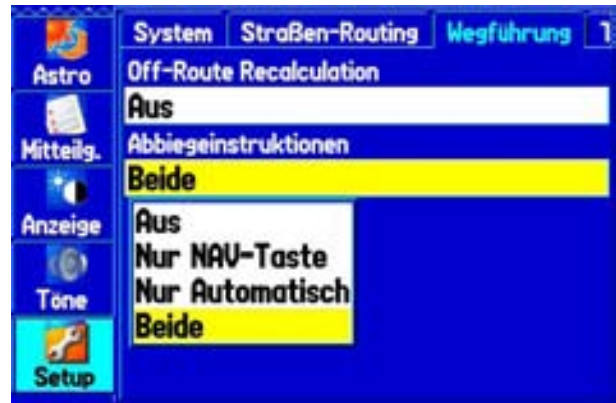 System Straßen-Routing Wegführung T
Astro
Off-Route Recalculation
Aus
Mitteilg.
Abbiegeinstruktionen
Beide
Anzeige
Aus
Nur NAV-Taste
Nur Automatisch
Beide
Töne
Setup